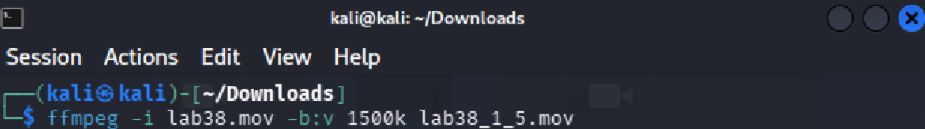 kali@kali: ~/Downloads
Session Actions Edit View Help
(kali㉿kali)-[~/Downloads]
$ ffmpeg -i lab38.mov -b:v 1500k lab38_1_5.mov